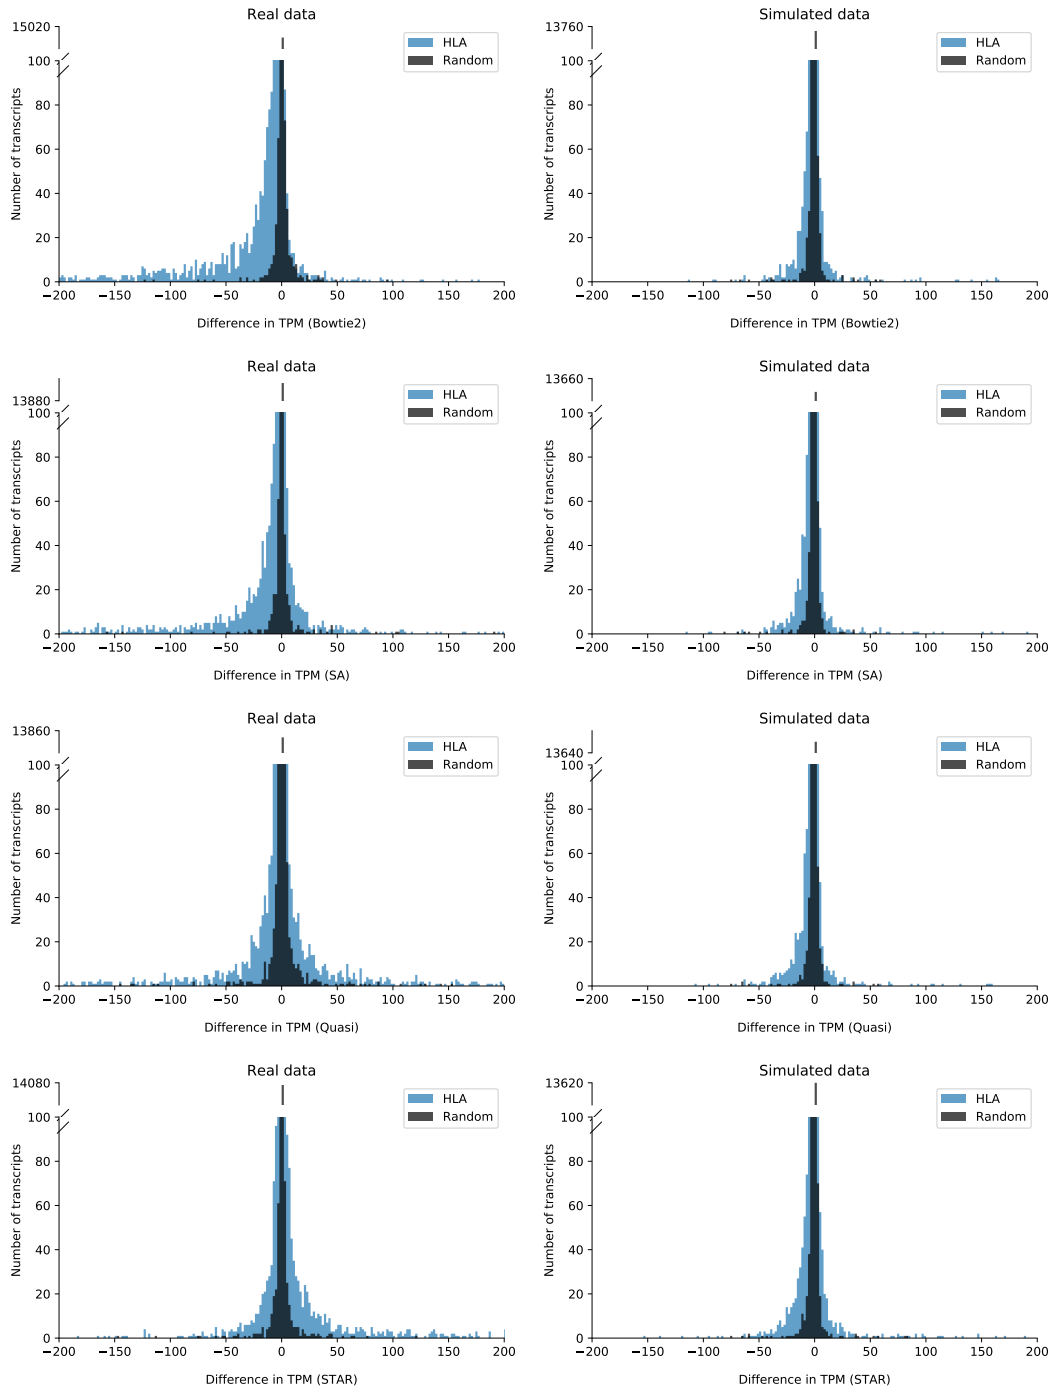 Real data
15020
HLA
Random
100
80
60
40
20
0
Number of transcripts
−200 −150 −100 −50 0 50 100 150 200
Difference in TPM (Bowtie2)
Simulated data
13760
HLA
Random
100
80
60
40
20
0
Number of transcripts
−200 −150 −100 −50 0 50 100 150 200
Difference in TPM (Bowtie2)
Real data
13880
HLA
Random
100
80
60
40
20
0
Number of transcripts
−200 −150 −100 −50 0 50 100 150 200
Difference in TPM (SA)
Simulated data
13660
HLA
Random
100
80
60
40
20
0
Number of transcripts
−200 −150 −100 −50 0 50 100 150 200
Difference in TPM (SA)
Real data
13860
HLA
Random
100
80
60
40
20
0
Number of transcripts
−200 −150 −100 −50 0 50 100 150 200
Difference in TPM (Quasi)
Simulated data
13640
HLA
Random
100
80
60
40
20
0
Number of transcripts
−200 −150 −100 −50 0 50 100 150 200
Difference in TPM (Quasi)
Real data
14080
HLA
Random
100
80
60
40
20
0
Number of transcripts
−200 −150 −100 −50 0 50 100 150 200
Difference in TPM (STAR)
Simulated data
13620
HLA
Random
100
80
60
40
20
0
Number of transcripts
−200 −150 −100 −50 0 50 100 150 200
Difference in TPM (STAR)